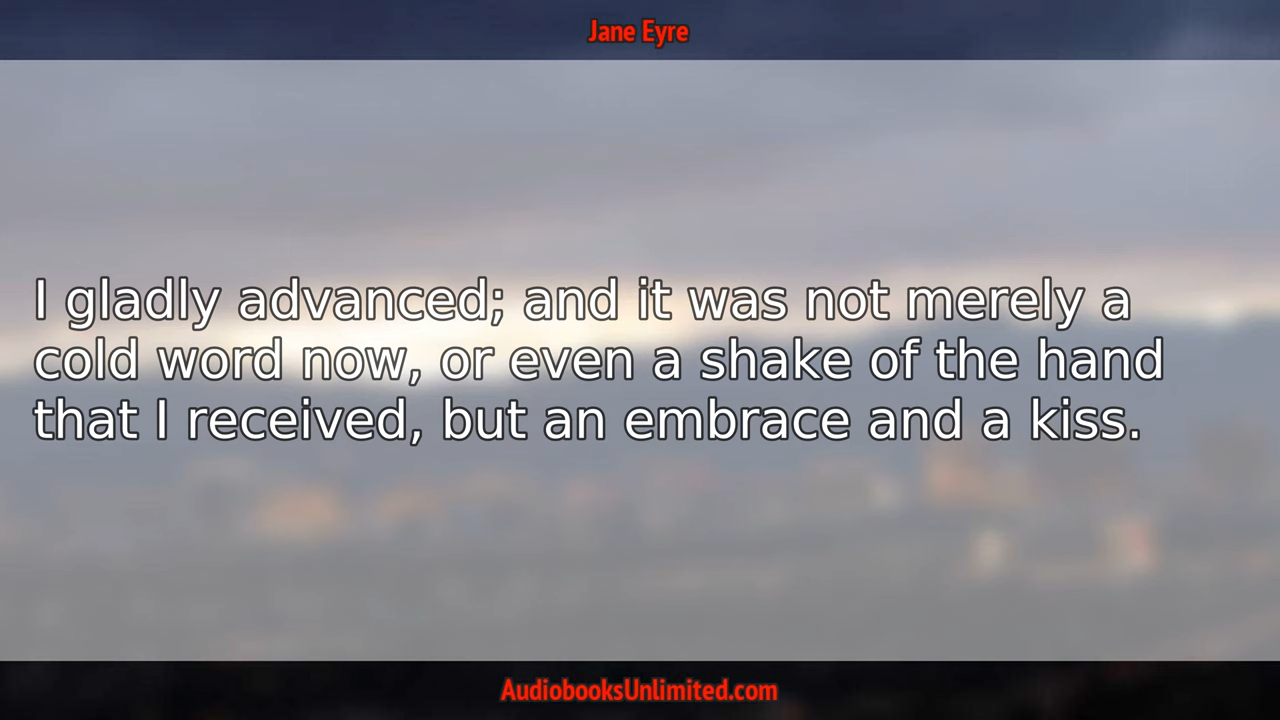 Jane Eyre
I gladly advanced; and it was not merely a
cold word now, or even a shake of the hand
that I received, but an embrace and a kiss.
AudiobooksUnlimited.com